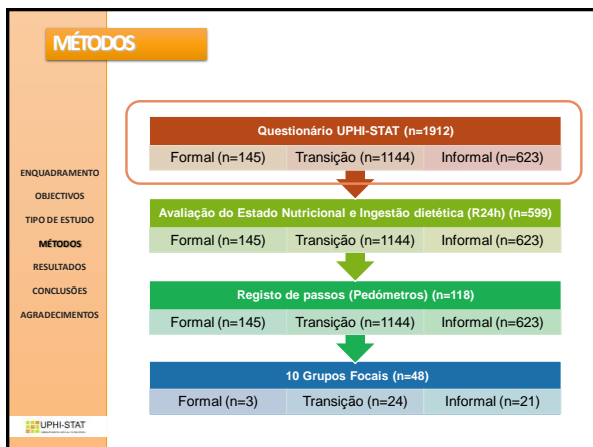 MÉTODOS
Questionário UPHI-STAT (n=1912)
Formal (n=145) Transição (n=1144) Informal (n=623)
Avaliação do Estado Nutricional e Ingestão dietética (R24h) (n=599)
Formal (n=145) Transição (n=1144) Informal (n=623)
Registo de passos (Pedómetros) (n=118)
Formal (n=145) Transição (n=1144) Informal (n=623)
10 Grupos Focais (n=48)
Formal (n=3) Transição (n=24) Informal (n=21)
ENQUADRAMENTO
OBJECTIVOS
TIPO DE ESTUDO
MÉTODOS
RESULTADOS
CONCLUSÕES
AGRADECIMENTOS
UPHI-STAT